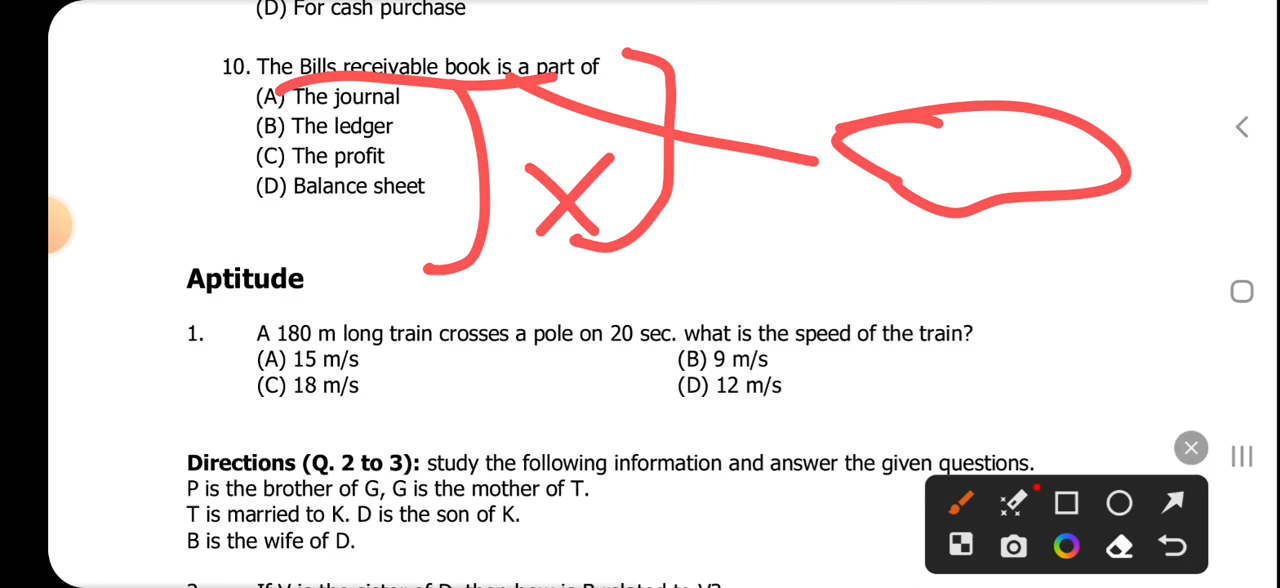 (D) For cash purchase
10. The Bills receivable book is a part of
(A) The journal
(B) The ledger
(C) The profit
(D) Balance sheet
Aptitude
1. A 180 m long train crosses a pole on 20 sec. what is the speed of the train?
(A) 15 m/s (B) 9 m/s
(C) 18 m/s (D) 12 m/s
Directions (Q. 2 to 3): study the following information and answer the given questions.
P is the brother of G, G is the mother of T.
T is married to K. D is the son of K.
B is the wife of D.